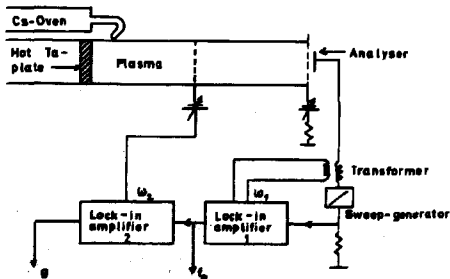 Cs-Oven
Hot Ta-
plate
Plasma
Analyser
Transformer
ω₂
ω₁
Sweep-generator
Lock-in
amplifier
2
Lock-in
amplifier
1
g
f₀